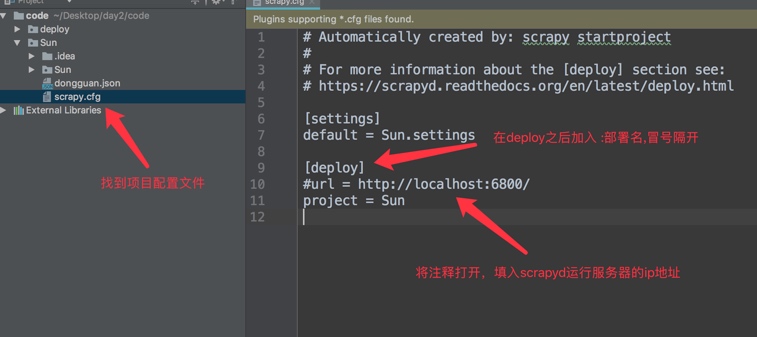 Project
scrapy.cfg
code ~/Desktop/day2/code
Plugins supporting *.cfg files found.
deploy
Sun
.idea
Sun
dongguan.json
scrapy.cfg
External Libraries
找到项目配置文件
1 # Automatically created by: scrapy startproject
2 #
3 # For more information about the [deploy] section see:
4 # https://scrapyd.readthedocs.org/en/latest/deploy.html
5
6 [settings]
7 default = Sun.settings
在deploy之后加入 :部署名,冒号隔开
8
9 [deploy]
10 #url = http://localhost:6800/
11 project = Sun
12
将注释打开，填入scrapyd运行服务器的ip地址